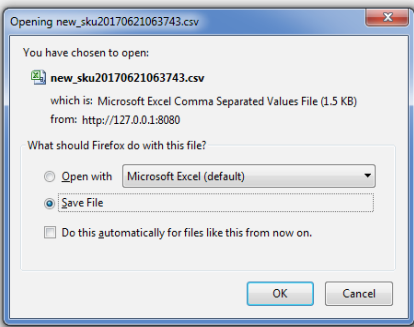 Opening new_sku20170621063743.csv
You have chosen to open:
new_sku20170621063743.csv
which is: Microsoft Excel Comma Separated Values File (1.5 KB)
from: http://127.0.0.1:8080
What should Firefox do with this file?
Open with Microsoft Excel (default)
Save File
Do this automatically for files like this from now on.
OK Cancel